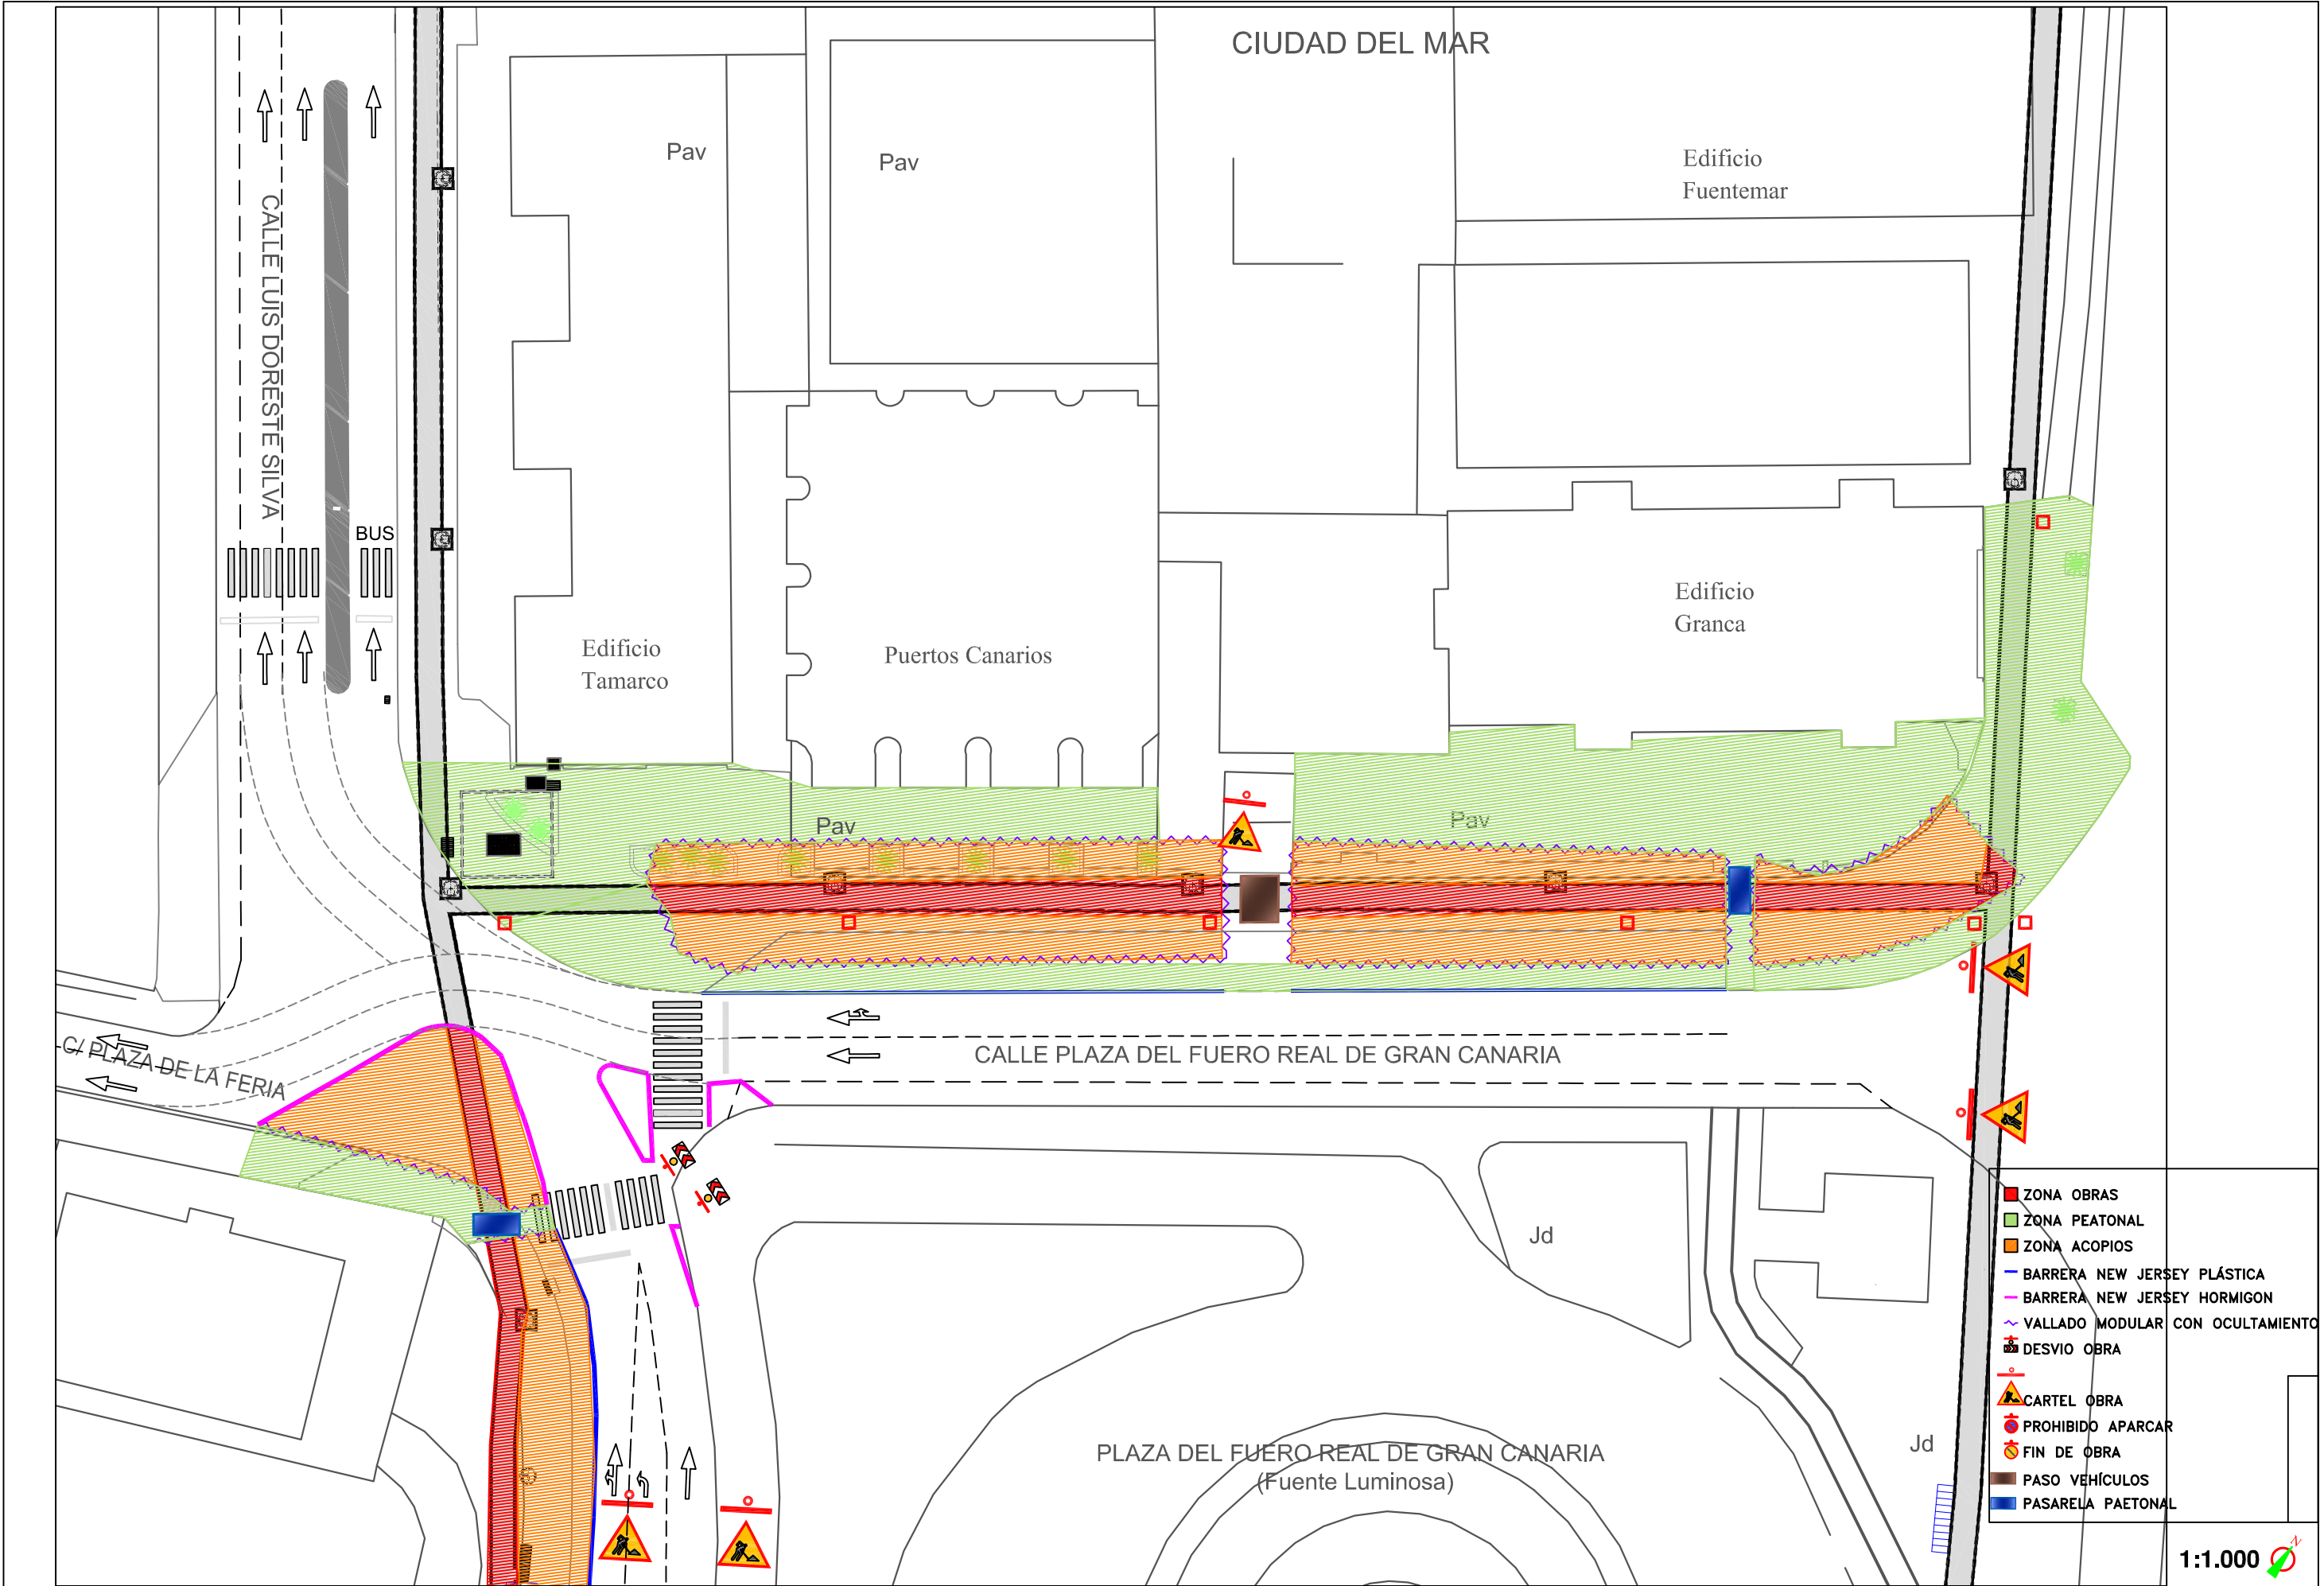 CIUDAD DEL MAR
Pav
Pav
Edificio
Fuentemar
CALLE LUIS DORESTE SILVA
BUS
Edificio
Tamarco
Puertos Canarios
Edificio
Granca
Pav
Pav
C/ PLAZA DE LA FERIA
CALLE PLAZA DEL FUERO REAL DE GRAN CANARIA
Jd
Jd
PLAZA DEL FUERO REAL DE GRAN CANARIA
(Fuente Luminosa)
ZONA OBRAS
ZONA PEATONAL
ZONA ACOPIOS
BARRERA NEW JERSEY PLÁSTICA
BARRERA NEW JERSEY HORMIGON
VALLADO MODULAR CON OCULTAMIENTO
DESVIO OBRA
CARTEL OBRA
PROHIBIDO APARCAR
FIN DE OBRA
PASO VEHÍCULOS
PASARELA PAETONAL
1:1.000
N